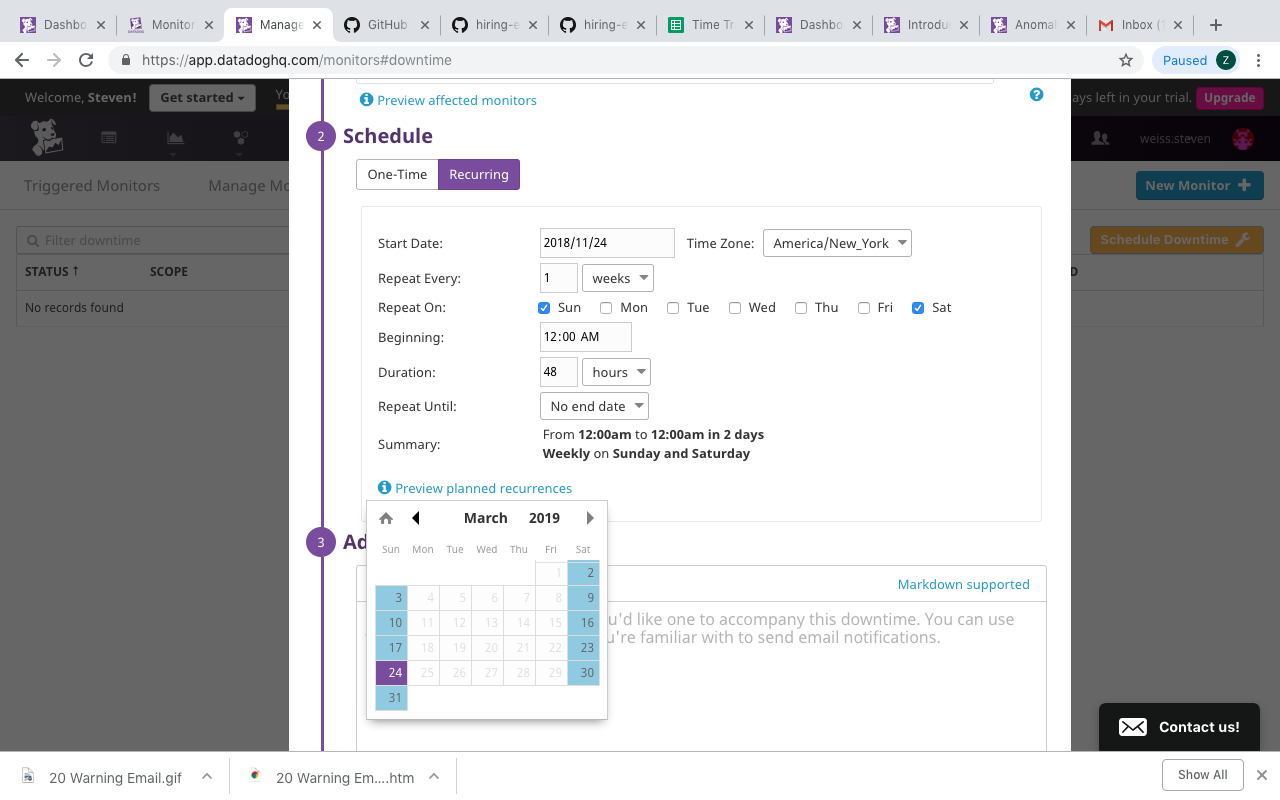 Dashbo
Monitor
Manage
GitHub
hiring-e
hiring-e
Time Tr
Dashbo
Introdu
Anomal
Inbox (1
https://app.datadoghq.com/monitors#downtime
Paused
Z
Welcome, Steven!
Get started
Yo
Preview affected monitors
ays left in your trial.
Upgrade
2
Schedule
weiss.steven
One-Time
Recurring
Triggered Monitors
Manage Mo
New Monitor
Filter downtime
Start Date:
2018/11/24
Time Zone:
America/New_York
Schedule Downtime
STATUS
SCOPE
D
Repeat Every:
1
weeks
No records found
Repeat On:
Sun
Mon
Tue
Wed
Thu
Fri
Sat
Beginning:
12:00 AM
Duration:
48
hours
Repeat Until:
No end date
Summary:
From 12:00am to 12:00am in 2 days
Weekly on Sunday and Saturday
Preview planned recurrences
March 2019
3
Ad
Sun Mon Tue Wed Thu Fri Sat
1 2
3 4 5 6 7 8 9
10 11 12 13 14 15 16
17 18 19 20 21 22 23
24 25 26 27 28 29 30
31
Markdown supported
u'd like one to accompany this downtime. You can use
u're familiar with to send email notifications.
Contact us!
20 Warning Email.gif
20 Warning Em....htm
Show All